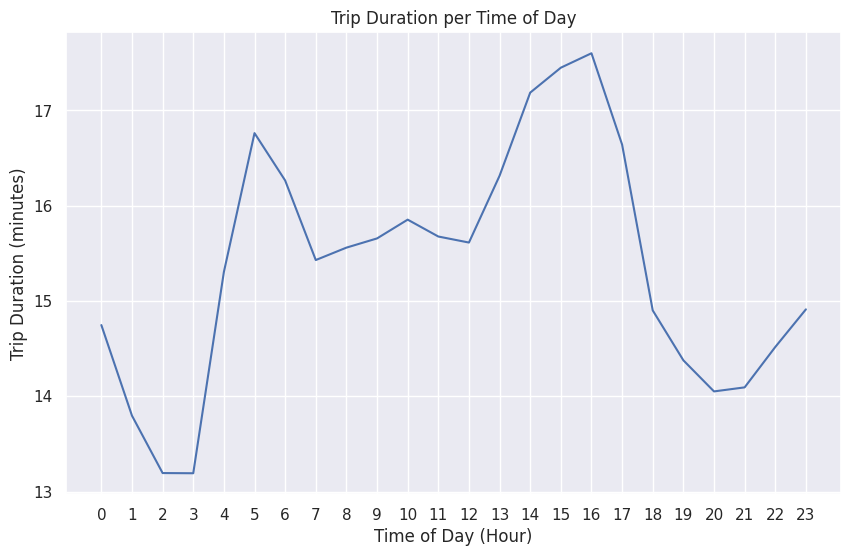 Trip Duration per Time of Day
Trip Duration (minutes)
17
16
15
14
13
0 1 2 3 4 5 6 7 8 9 10 11 12 13 14 15 16 17 18 19 20 21 22 23
Time of Day (Hour)